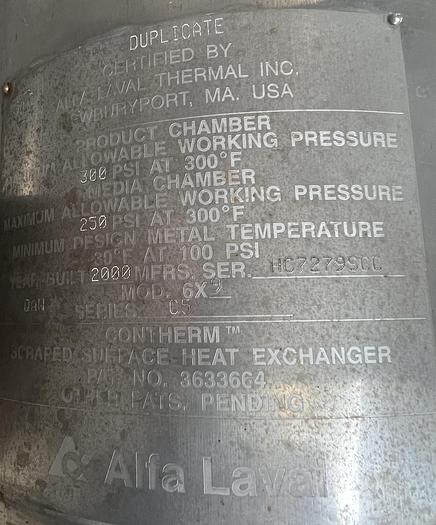 DUPLICATE
CERTIFIED BY
ALFA LAVAL THERMAL INC.
NEWBURYPORT, MA. USA
PRODUCT CHAMBER
ALLOWABLE WORKING PRESSURE
300 PSI AT 300°F
MEDIA CHAMBER
MAXIMUM ALLOWABLE WORKING PRESSURE
250 PSI AT 300°F
MINIMUM DESIGN METAL TEMPERATURE
AT 100 PSI
YEAR BUILT 2000 MFRS. SER. HC7279SCC
MOD. 6X9
SERIES C5
CONTHERM™
SCRAPED SURFACE HEAT EXCHANGER
PAT. NO. 3633664
OTHER PATS. PENDING
Alfa Laval